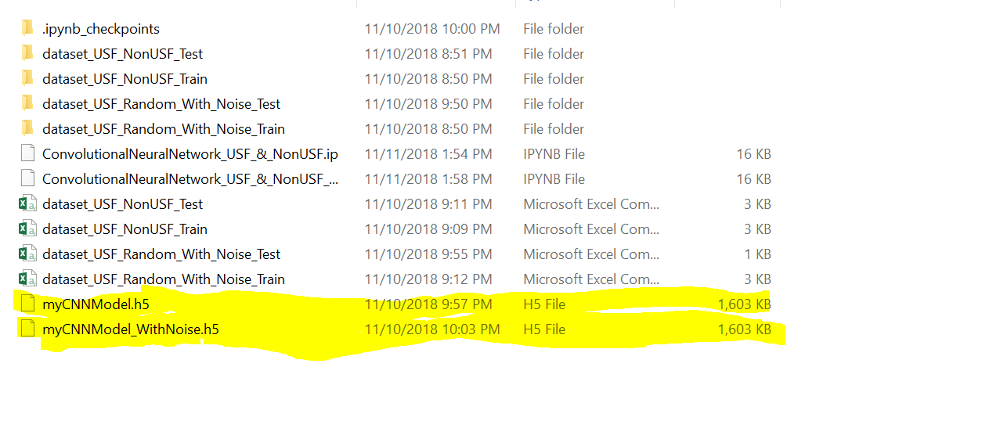 .ipynb_checkpoints 11/10/2018 10:00 PM File folder
dataset_USF_NonUSF_Test 11/10/2018 8:51 PM File folder
dataset_USF_NonUSF_Train 11/10/2018 8:50 PM File folder
dataset_USF_Random_With_Noise_Test 11/10/2018 9:50 PM File folder
dataset_USF_Random_With_Noise_Train 11/10/2018 8:50 PM File folder
ConvolutionalNeuralNetwork_USF_&_NonUSF.ip 11/11/2018 1:54 PM IPYNB File 16 KB
ConvolutionalNeuralNetwork_USF_&_NonUSF_... 11/11/2018 1:58 PM IPYNB File 16 KB
dataset_USF_NonUSF_Test 11/10/2018 9:11 PM Microsoft Excel Com... 3 KB
dataset_USF_NonUSF_Train 11/10/2018 9:09 PM Microsoft Excel Com... 3 KB
dataset_USF_Random_With_Noise_Test 11/10/2018 9:55 PM Microsoft Excel Com... 1 KB
dataset_USF_Random_With_Noise_Train 11/10/2018 9:12 PM Microsoft Excel Com... 3 KB
myCNNModel.h5 11/10/2018 9:57 PM H5 File 1,603 KB
myCNNModel_WithNoise.h5 11/10/2018 10:03 PM H5 File 1,603 KB